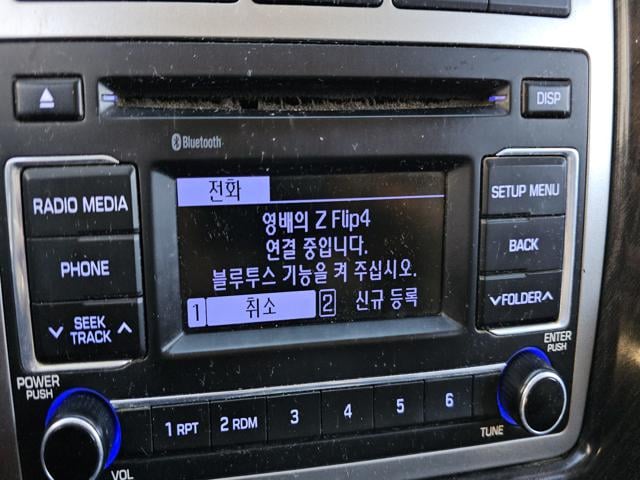 DISP
Bluetooth
RADIO MEDIA
PHONE
SEEK
TRACK
POWER
PUSH
VOL
전화
영배의 Z Flip4
연결 중입니다.
블루투스 기능을 켜 주십시오.
1 취소 2 신규 등록
SETUP MENU
BACK
FOLDER
ENTER
PUSH
TUNE
1 RPT 2 RDM 3 4 5 6